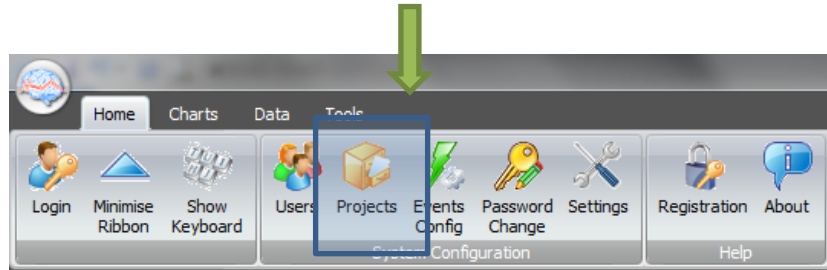 Home Charts Data Tools
Login Minimise Ribbon Show Keyboard Users Projects Events Config Password Change Settings Registration About
System Configuration Help